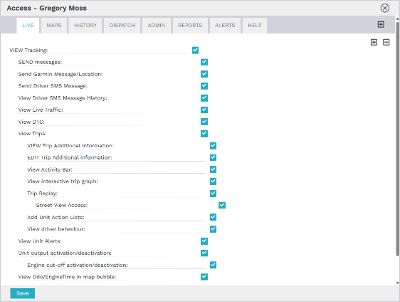 Access - Gregory Moss
LIVE MAPS HISTORY DISPATCH ADMIN REPORTS ALERTS HELP
VIEW Tracking:
SEND messages:
Send Garmin Message/Location:
Send Driver SMS Message:
View Driver SMS Message History:
View Live Traffic:
View DTC:
View Trips:
VIEW Trip Additional Information:
EDIT Trip Additional Information:
View Activity Bar:
View interactive trip graph:
Trip Replay:
Street View Access:
Add Unit Action Lists:
View driver behaviour:
View Unit Alerts:
Unit output activation/deactivation:
Engine cut-off activation/deactivation:
View Odo/EngineTime in map bubble:
Save